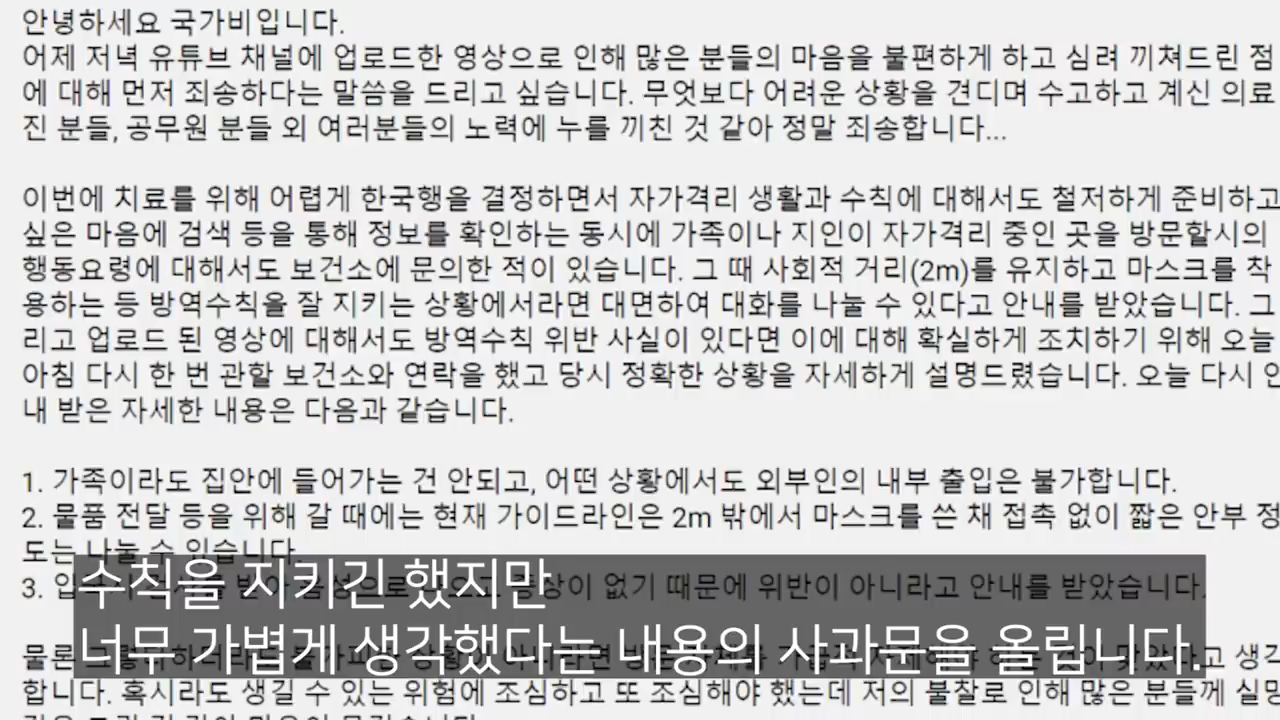 안녕하세요 국가비입니다.
어제 저녁 유튜브 채널에 업로드한 영상으로 인해 많은 분들의 마음을 불편하게 하고 심려 끼쳐드린 점
에 대해 먼저 죄송하다는 말씀을 드리고 싶습니다. 무엇보다 어려운 상황을 견디며 수고하고 계신 의료
진 분들, 공무원 분들 외 여러분들의 노력에 누를 끼친 것 같아 정말 죄송합니다...
이번에 치료를 위해 어렵게 한국행을 결정하면서 자가격리 생활과 수칙에 대해서도 철저하게 준비하고
싶은 마음에 검색 등을 통해 정보를 확인하는 동시에 가족이나 지인이 자가격리 중인 곳을 방문할시의
행동요령에 대해서도 보건소에 문의한 적이 있습니다. 그 때 사회적 거리(2m)를 유지하고 마스크를 착
용하는 등 방역수칙을 잘 지키는 상황에서라면 대면하여 대화를 나눌 수 있다고 안내를 받았습니다. 그
리고 업로드 된 영상에 대해서도 방역수칙 위반 사실이 있다면 이에 대해 확실하게 조치하기 위해 오늘
아침 다시 한 번 관할 보건소와 연락을 했고 당시 정확한 상황을 자세하게 설명드렸습니다. 오늘 다시 안
내 받은 자세한 내용은 다음과 같습니다.
1. 가족이라도 집안에 들어가는 건 안되고, 어떤 상황에서도 외부인의 내부 출입은 불가합니다.
2. 물품 전달 등을 위해 갈 때에는 현재 가이드라인은 2m 밖에서 마스크를 쓴 채 접촉 없이 짧은 안부 정
도는 나눌 수 있습니다.
3. 증상이 없기 때문에 위반이 아니라고 안내를 받았습니다.
수칙을 지키긴 했지만
너무 가볍게 생각했다는 내용의 사과문을 올립니다.
물론
합니다. 혹시라도 생길 수 있는 위험에 조심하고 또 조심해야 했는데 저의 불찰로 인해 많은 분들께 실망